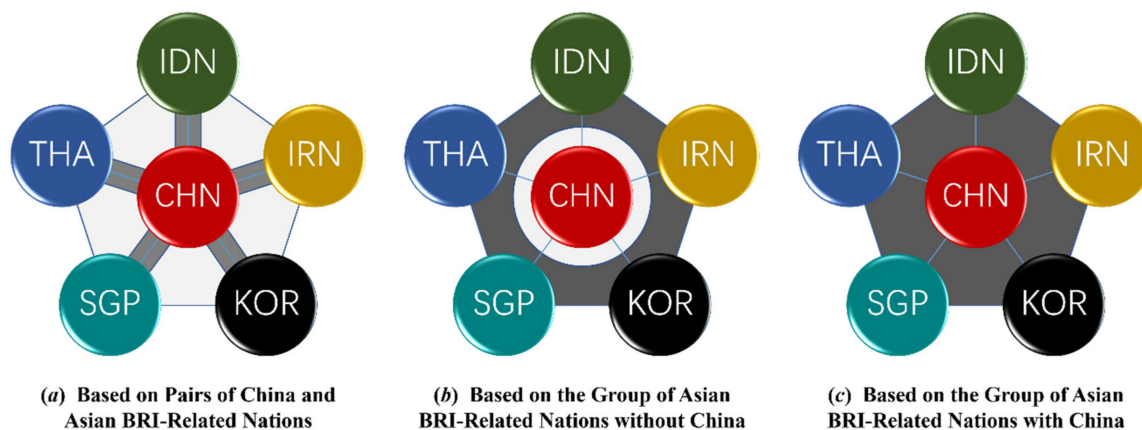 IDN
THA
IRN
CHN
SGP
KOR
(a) Based on Pairs of China and
Asian BRI-Related Nations
IDN
THA
IRN
CHN
SGP
KOR
(b) Based on the Group of Asian
BRI-Related Nations without China
IDN
THA
IRN
CHN
SGP
KOR
(c) Based on the Group of Asian
BRI-Related Nations with China